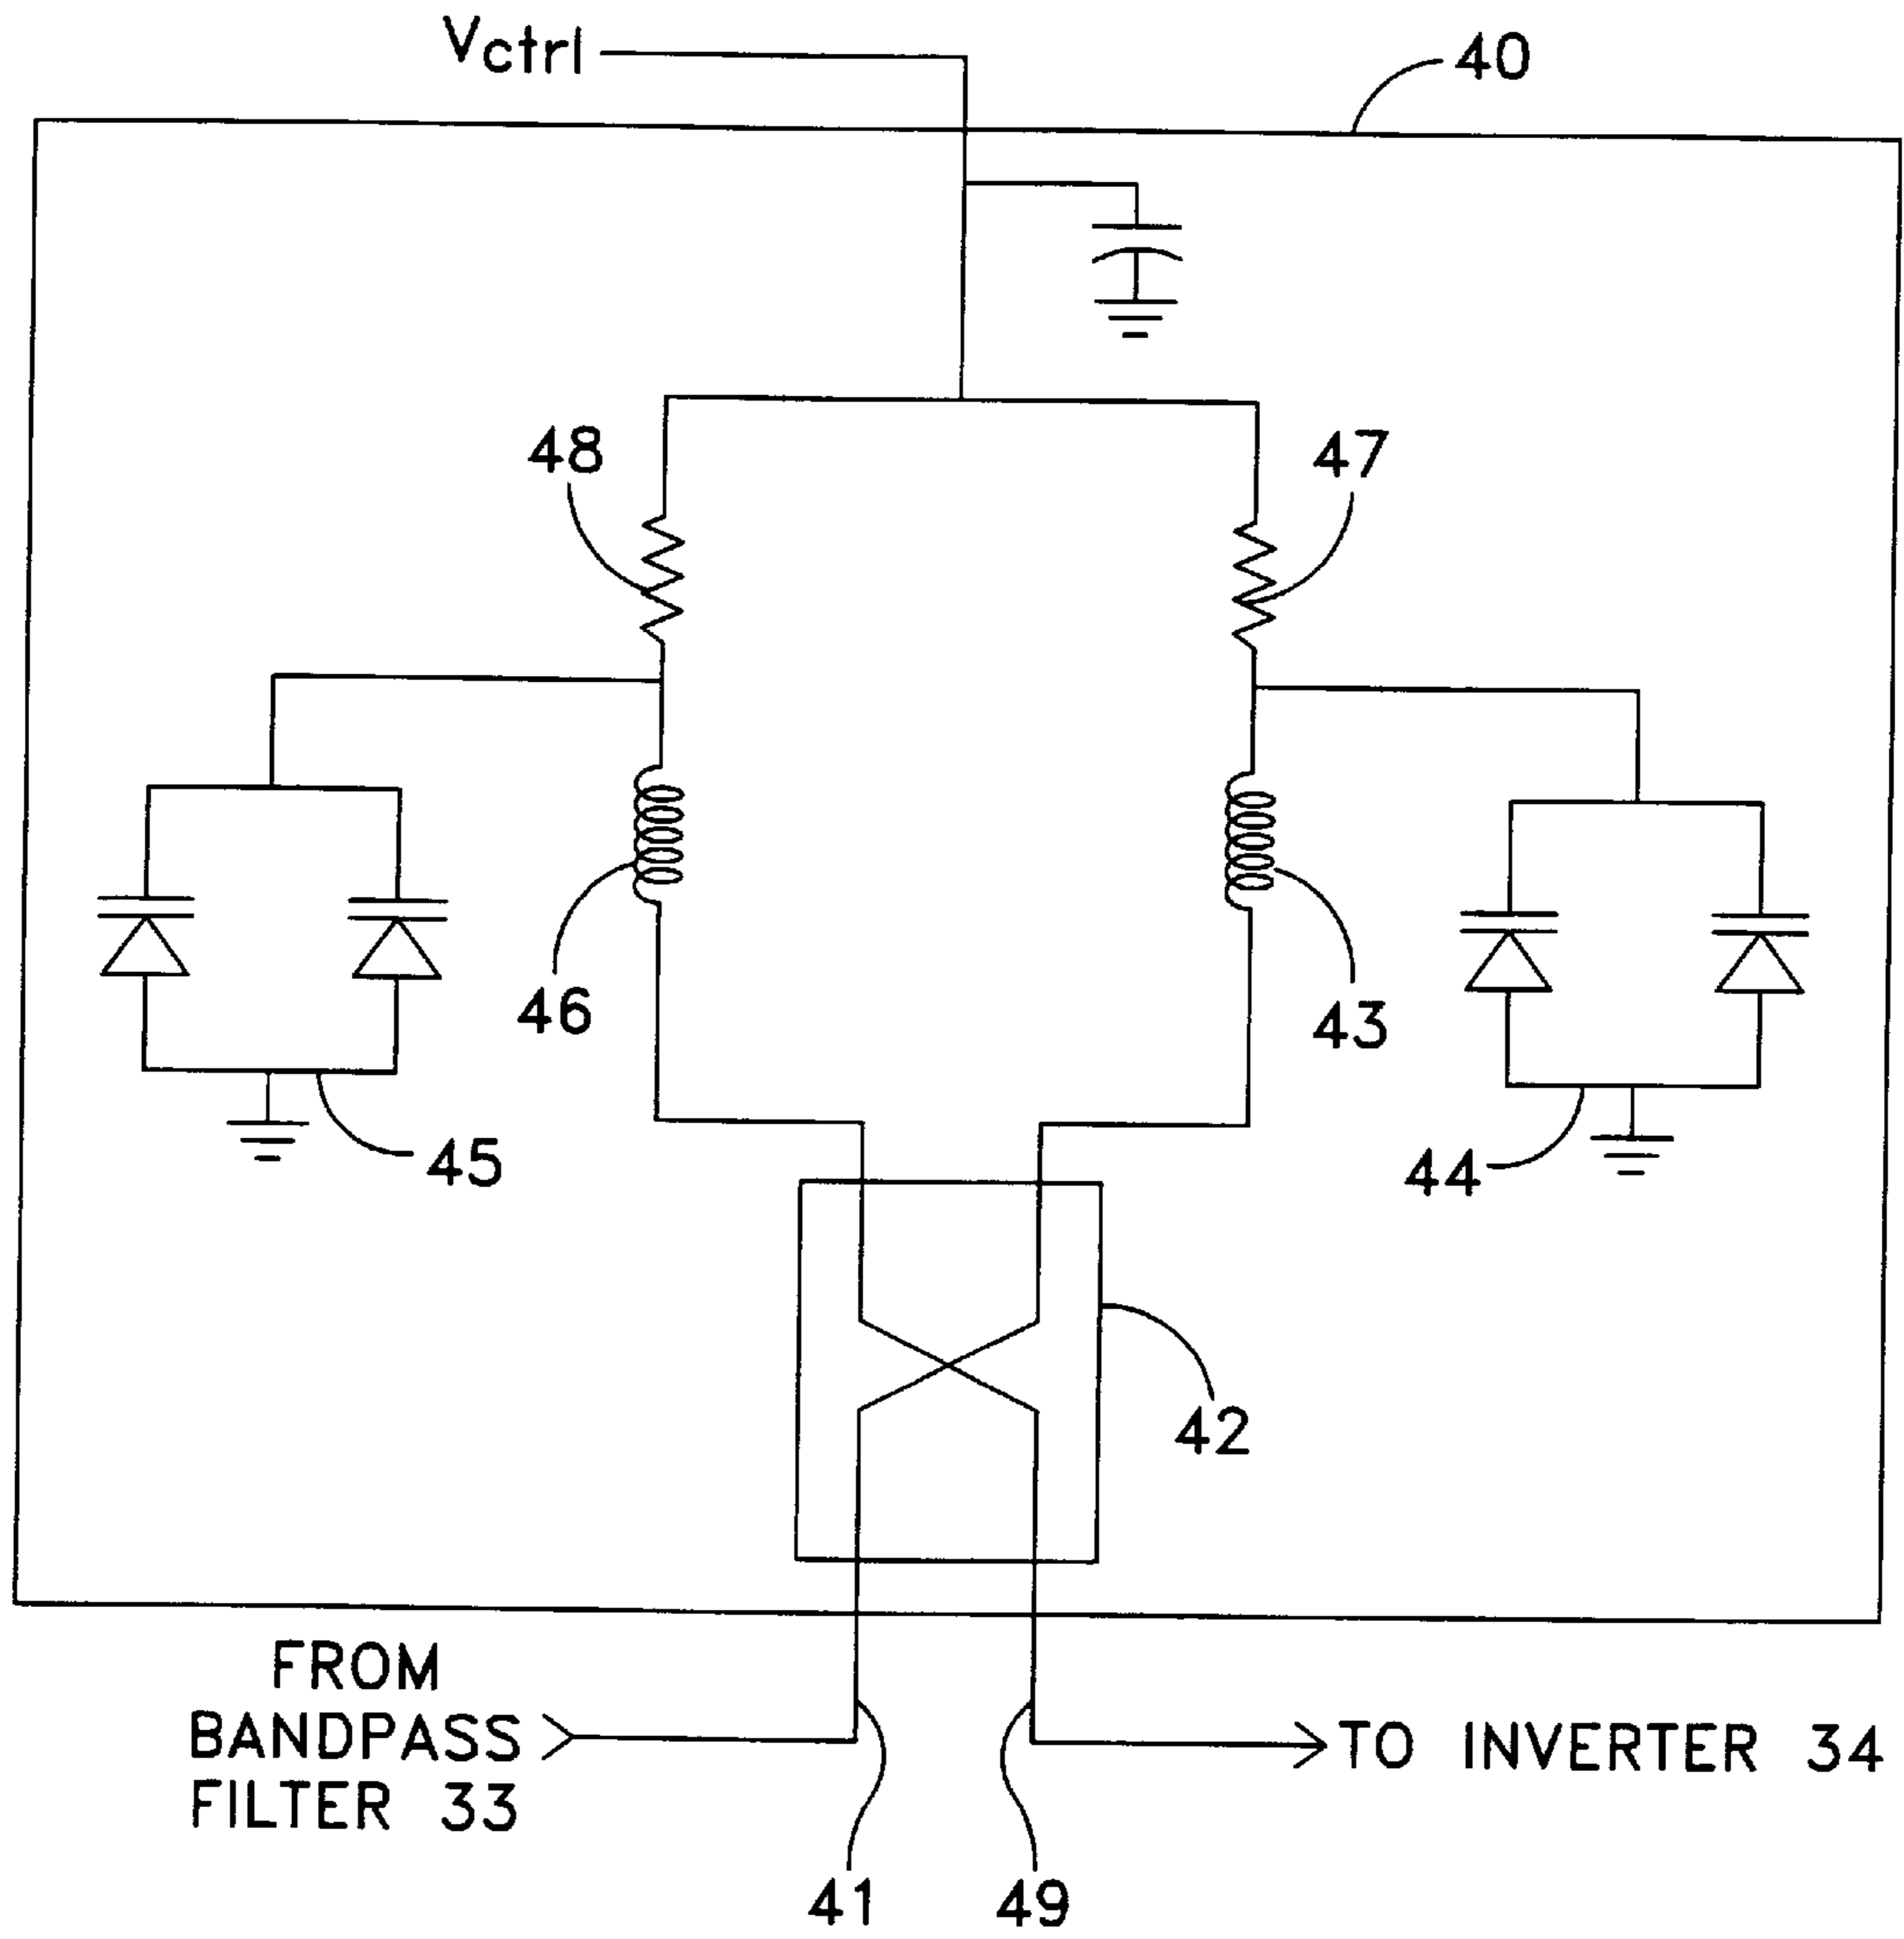 Vctrl
40
48
47
46
43
45
44
42
FROM
BANDPASS
FILTER 33
TO INVERTER 34
41
49